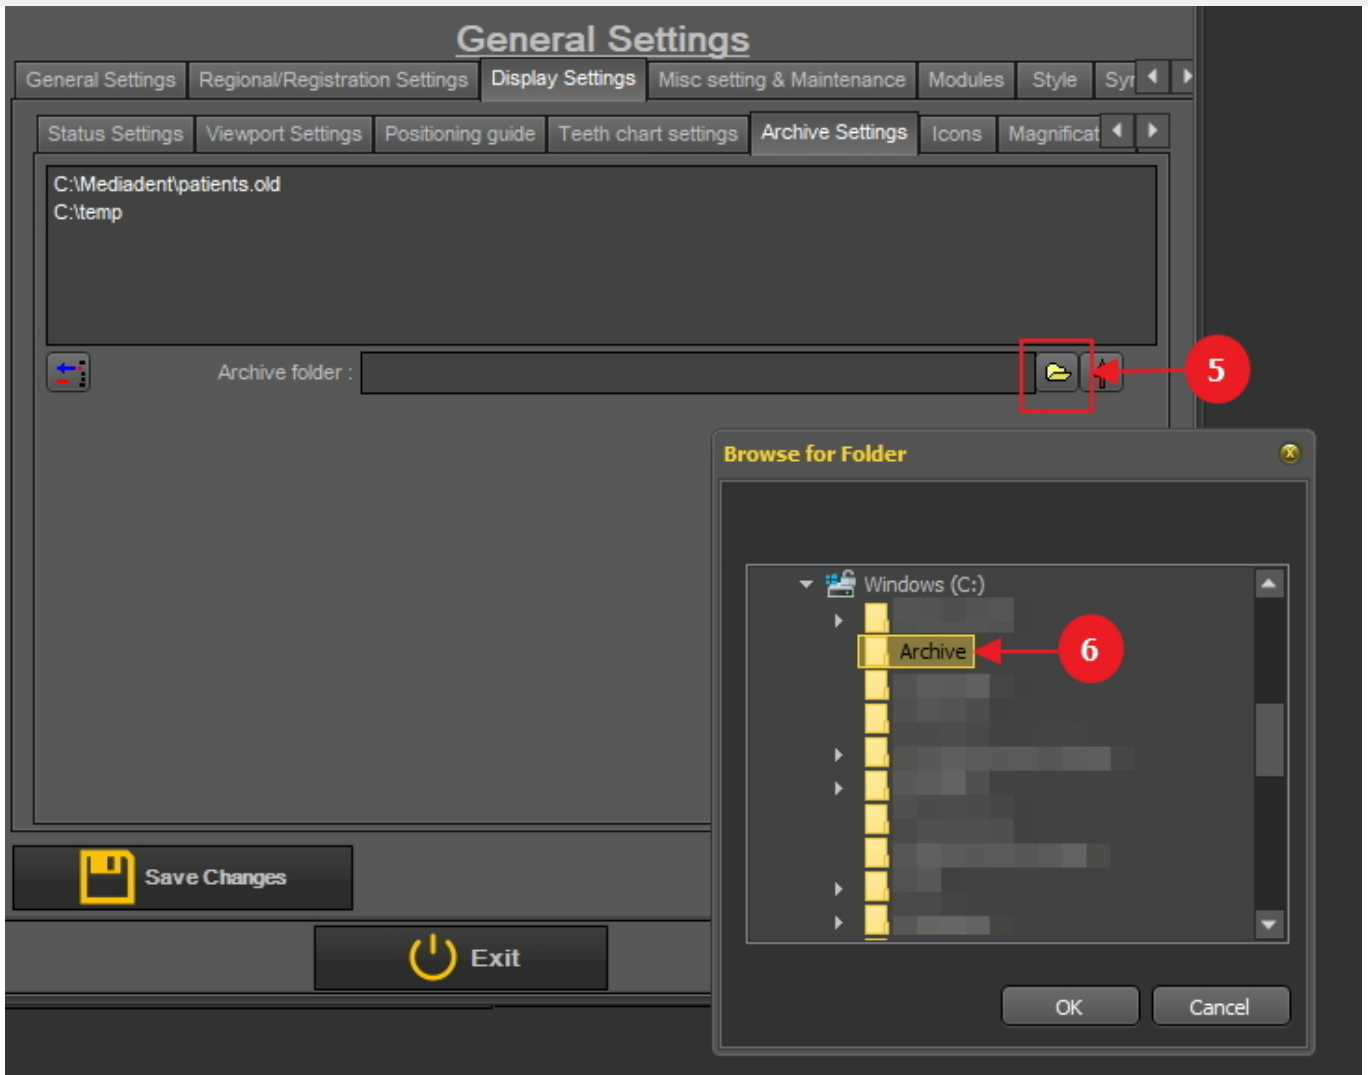 General Settings
General Settings Regional/Registration Settings Display Settings Misc setting & Maintenance Modules Style Syr
Status Settings Viewport Settings Positioning guide Teeth chart settings Archive Settings Icons Magnificat
C:\Mediadent\patients.old
C:\temp
Archive folder :
5
Browse for Folder
Windows (C:)
Archive
6
Save Changes
Exit
OK Cancel